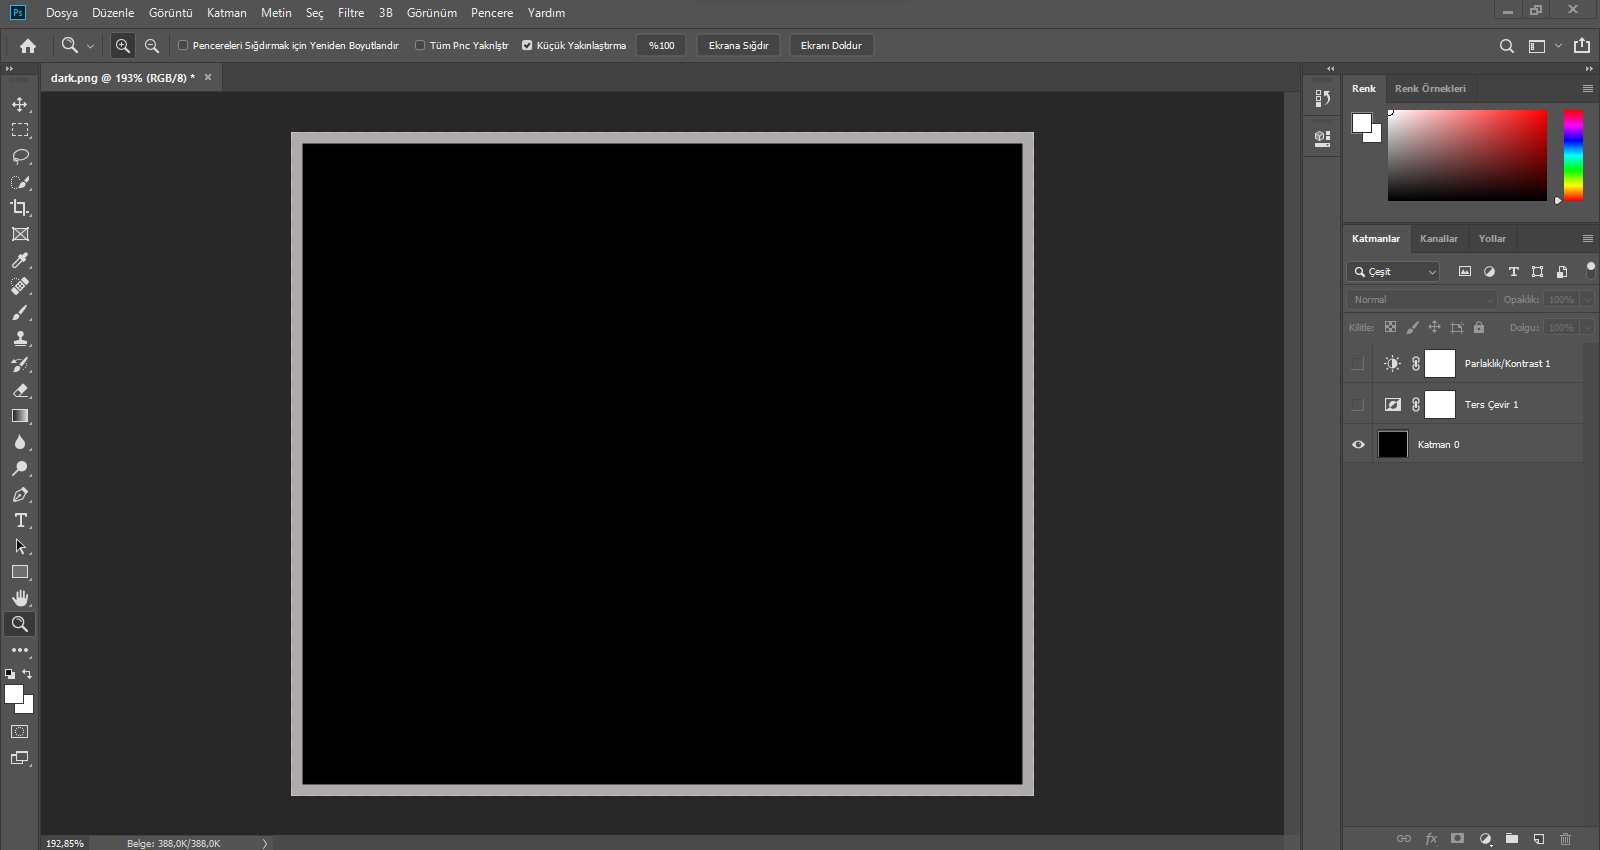 Ps Dosya Düzenle Görüntü Katman Metin Seç Filtre 3B Görünüm Pencere Yardım
Pencereleri Sığdırmak için Yeniden Boyutlandır Tüm Pnc Yaknlştr Küçük Yakınlaştırma %100 Ekrana Sığdır Ekranı Doldur
dark.png @ 193% (RGB/8) *
Renk Renk Örnekleri
Katmanlar Kanallar Yollar
Çeşit
Normal Opaklık: 100%
Kilitle: Dolgu: 100%
Parlaklık/Kontrast 1
Ters Çevir 1
Katman 0
192,85% Belge: 388,0K/388,0K